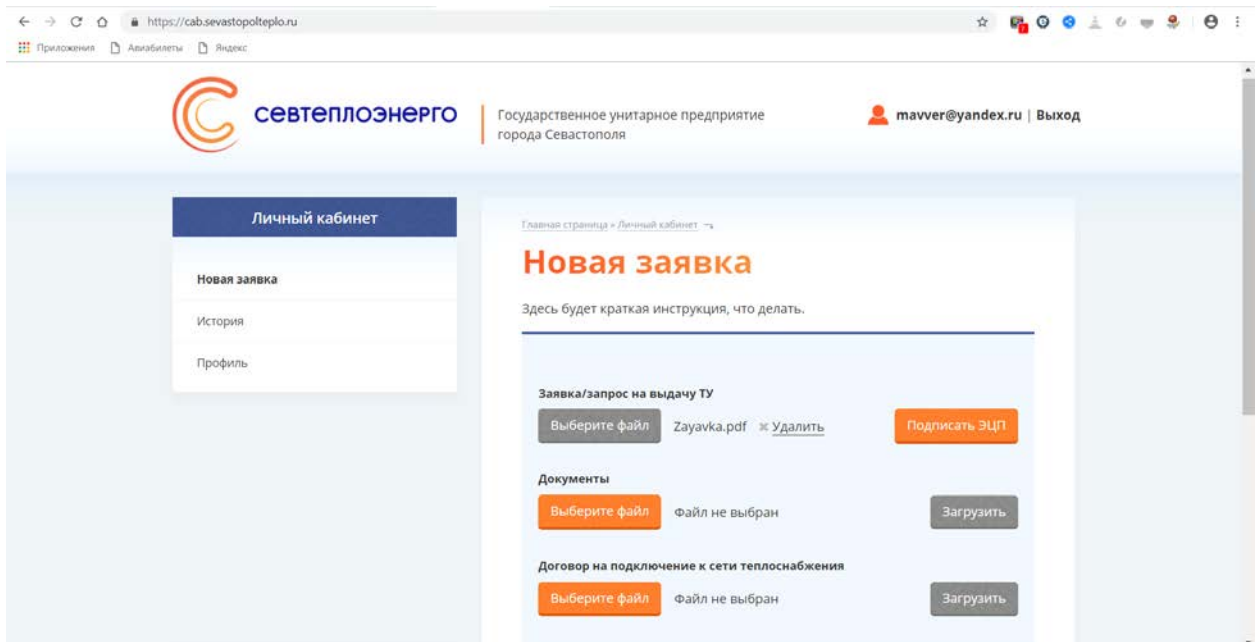 https://cab.sevastopolteplo.ru
Приложения Авиабилеты Яндекс
севтеплоэнерго
Государственное унитарное предприятие
города Севастополя
mavver@yandex.ru | Выход
Личный кабинет
Новая заявка
История
Профиль
Главная страница » Личный кабинет
Новая заявка
Здесь будет краткая инструкция, что делать.
Заявка/запрос на выдачу ТУ
Выберите файл Zayavka.pdf Удалить Подписать ЭЦП
Документы
Выберите файл Файл не выбран Загрузить
Договор на подключение к сети теплоснабжения
Выберите файл Файл не выбран Загрузить